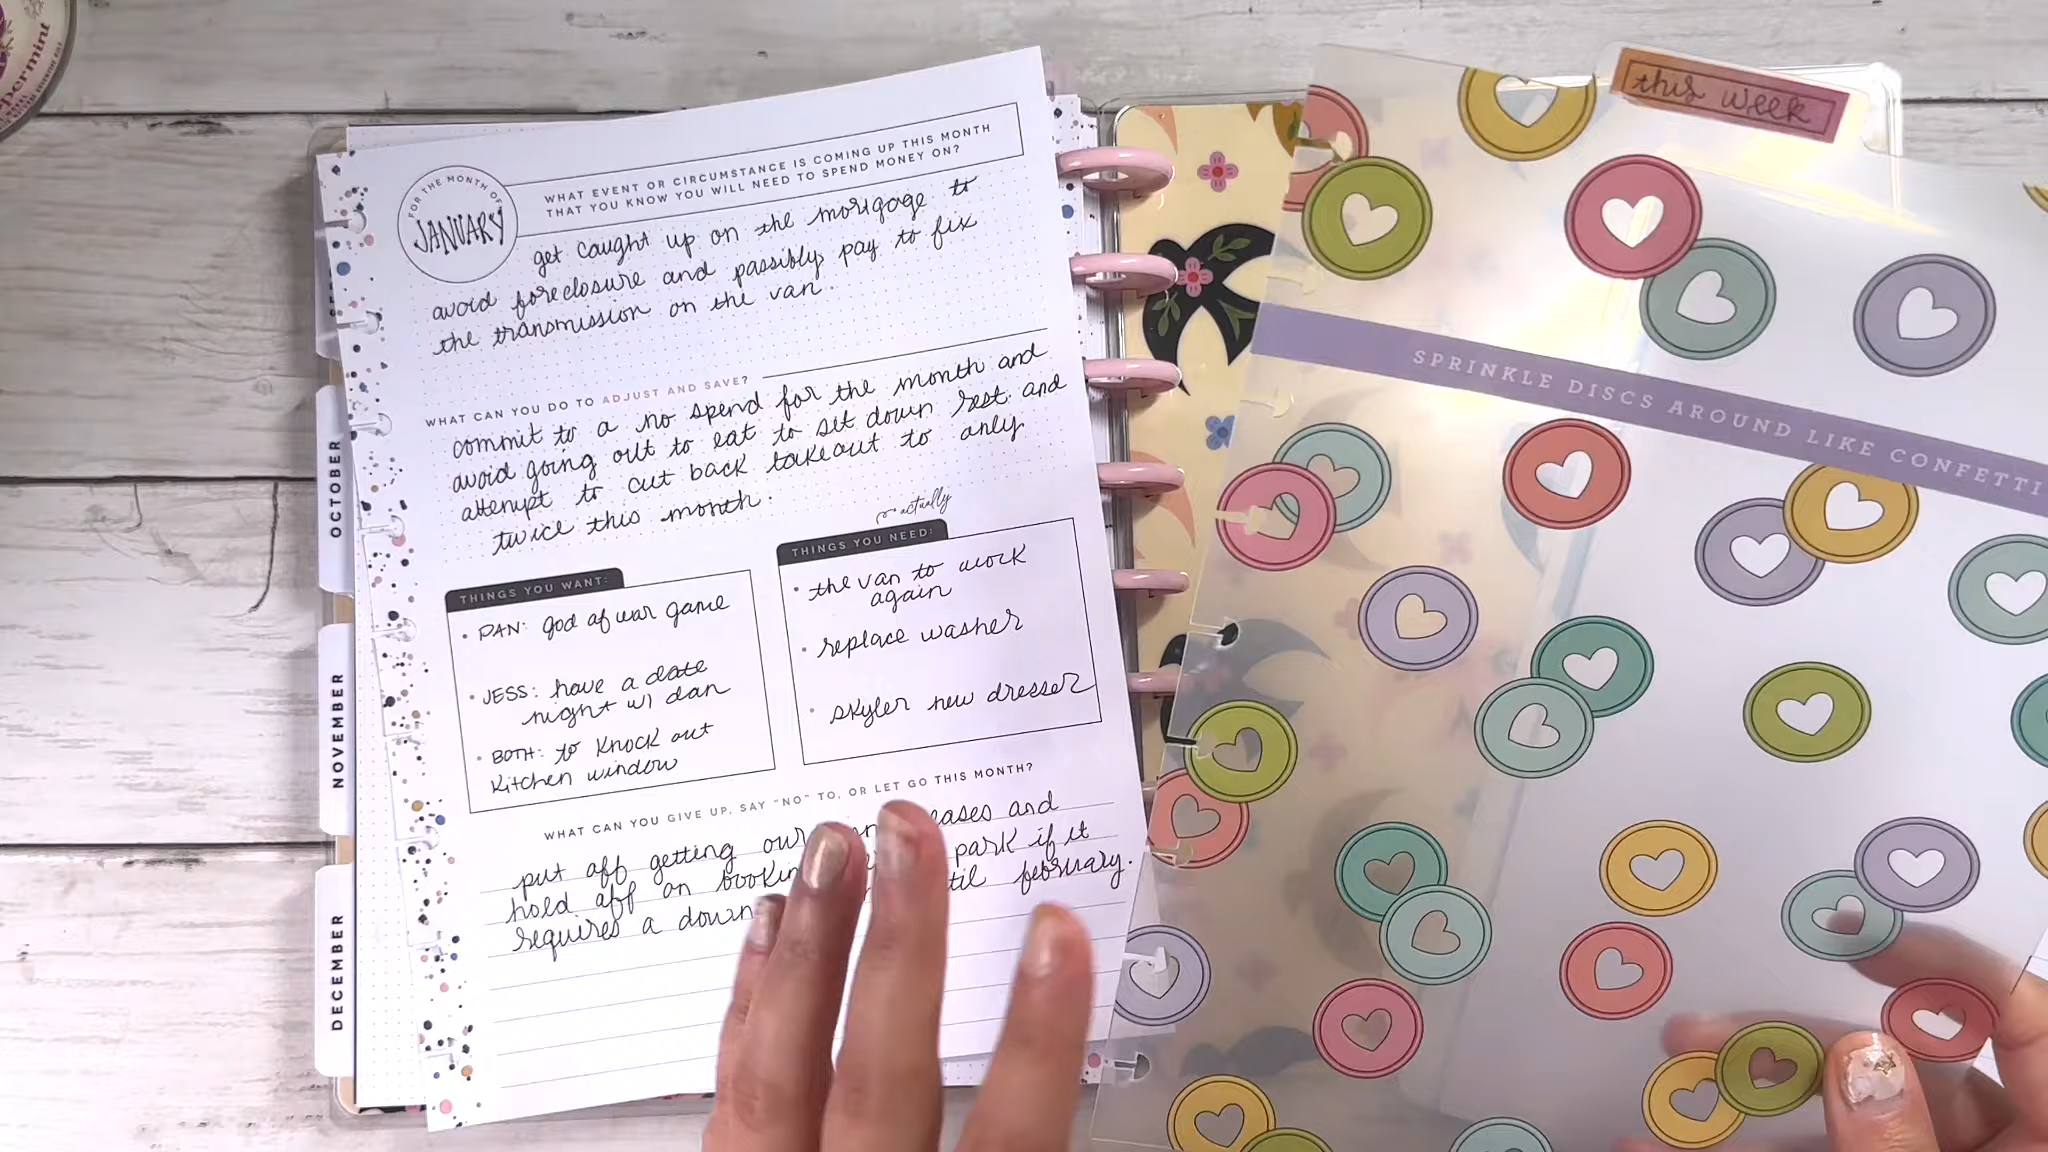 peppermint
this week
SPRINKLE DISCS AROUND LIKE CONFETTI
OCTOBER
NOVEMBER
DECEMBER
FOR THE MONTH OF
JANUARY
WHAT EVENT OR CIRCUMSTANCE IS COMING UP THIS MONTH
THAT YOU KNOW YOU WILL NEED TO SPEND MONEY ON?
get caught up on the mortgage to
avoid foreclosure and possibly pay to fix
the transmission on the van.
WHAT CAN YOU DO TO ADJUST AND SAVE?
commit to a no spend for the month and
avoid going out to eat to sit down rest. and
attempt to cut back takeout to only
twice this month.
actually
THINGS YOU WANT:
• DAN: god of war game
• JESS: have a date
night w/ dan
• BOTH: to knock out
kitchen window
THINGS YOU NEED:
• the van to work
again
• replace washer
• skyler new dresser
WHAT CAN YOU GIVE UP, SAY "NO" TO, OR LET GO THIS MONTH?
put off getting our and
hold off on park if it
requires a down february.